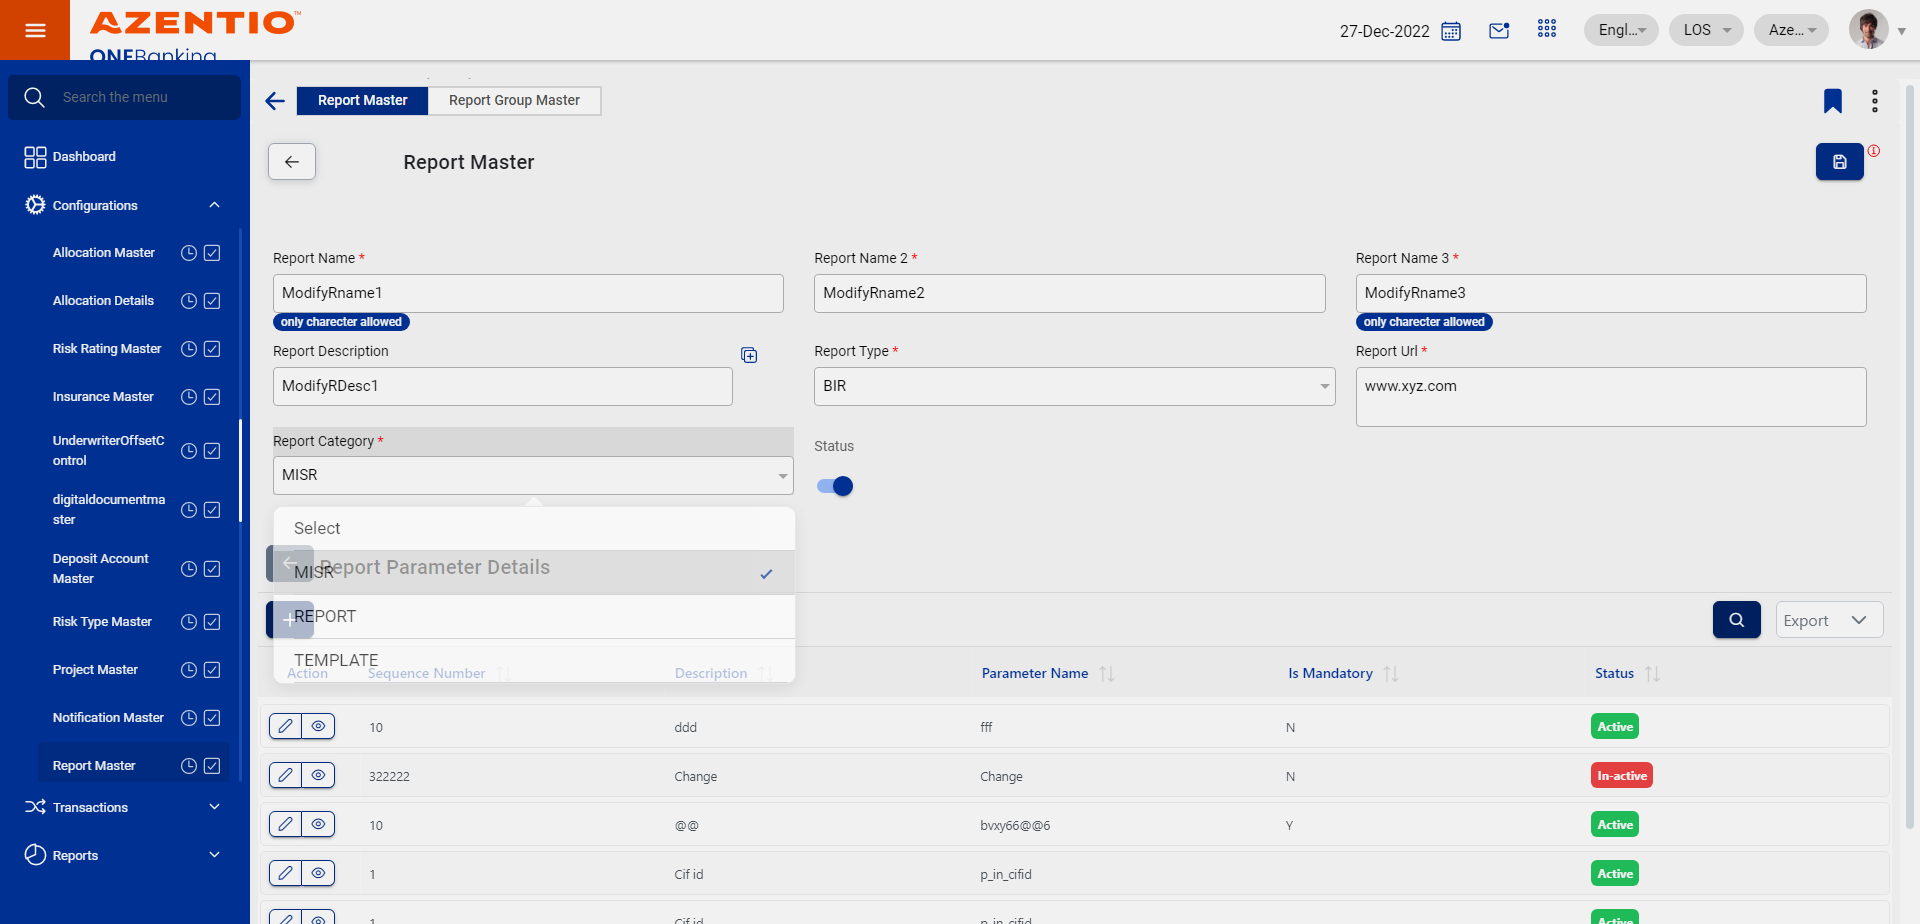 AZENTIO™
ONEBanking
27-Dec-2022
Engl...
LOS
Aze...
Search the menu
Dashboard
Configurations
Allocation Master
Allocation Details
Risk Rating Master
Insurance Master
UnderwriterOffsetC
ontrol
digitaldocumentma
ster
Deposit Account
Master
Risk Type Master
Project Master
Notification Master
Report Master
Transactions
Reports
Report Master
Report Group Master
Report Master
Report Name *
ModifyRname1
only charecter allowed
Report Name 2 *
ModifyRname2
Report Name 3 *
ModifyRname3
only charecter allowed
Report Description
ModifyRDesc1
Report Type *
BIR
Report Url *
www.xyz.com
Report Category *
MISR
Status
Select
MISR
REPORT
TEMPLATE
Report Parameter Details
Export
Action Sequence Number Description Parameter Name Is Mandatory Status
10 ddd fff N Active
322222 Change Change N In-active
10 @@ bvxy66@@6 Y Active
1 Cif id p_in_cifid Active
1 Cif id p_in_cifid Active